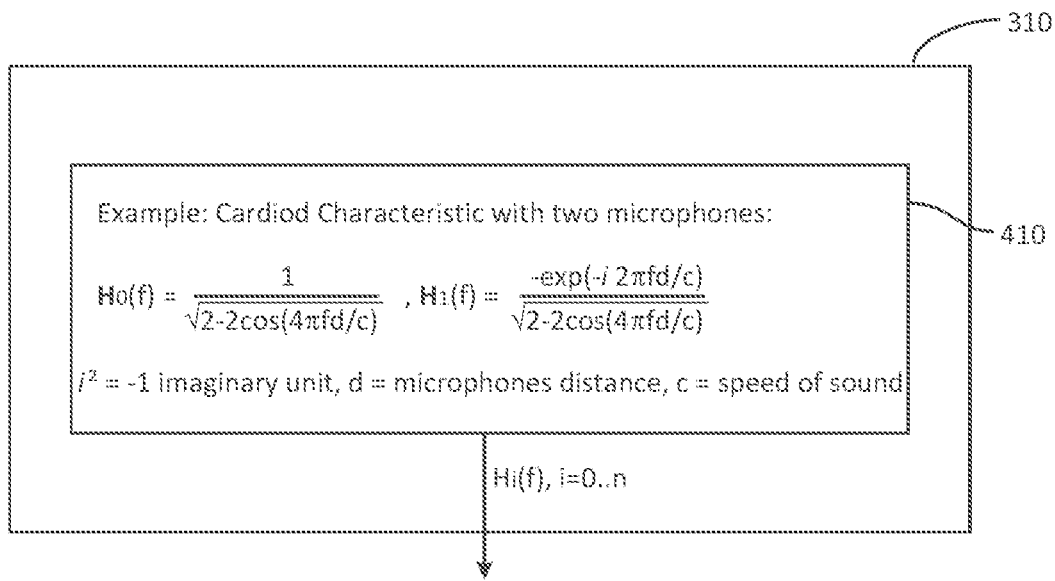 310
Example: Cardiod Characteristic with two microphones:
410
H0(f) = 1 / √2-2cos(4πfd/c) , H1(f) = -exp(-i 2πfd/c) / √2-2cos(4πfd/c)
i² = -1 imaginary unit, d = microphones distance, c = speed of sound
Hi(f), i=0..n